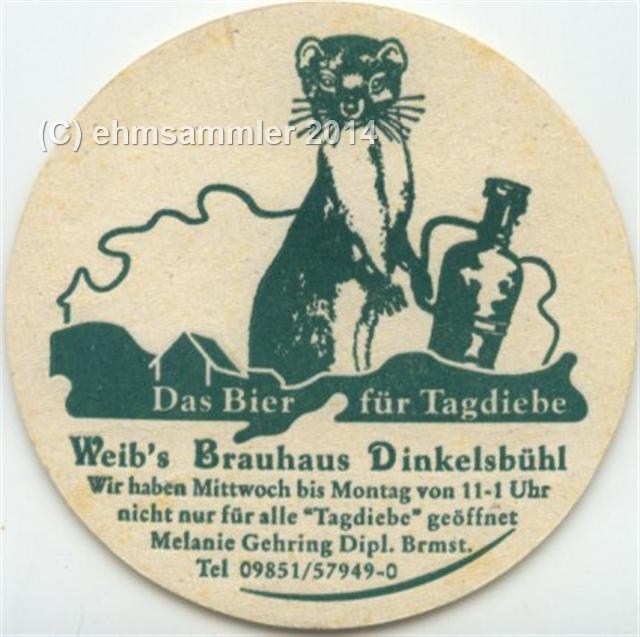 (C) ehmsammler 2014
Das Bier für Tagdiebe
Weib's Brauhaus Dinkelsbühl
Wir haben Mittwoch bis Montag von 11-1 Uhr
nicht nur für alle "Tagdiebe" geöffnet
Melanie Gehring Dipl. Brmst.
Tel 09851/57949-0